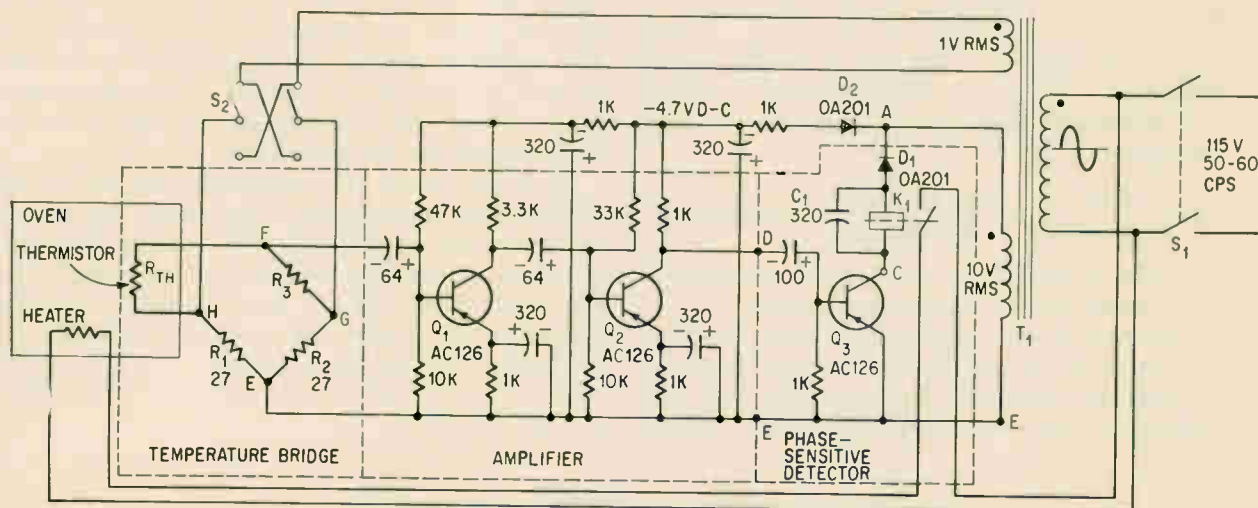 1V RMS
S2
1K
-4.7V D-C
1K
D2
OA201
A
115 V
50-60
CPS
320
+
320
+
D1
OA201
C1
320
K1
S1
OVEN
THERMISTOR
RTH
HEATER
F
R3
H
G
R1
27
R2
27
E
47K
3.3K
33K
1K
- +
64
- +
64
D
- +
100
C
10V
RMS
T1
Q1
AC126
+ 320 -
Q2
AC126
320
- +
Q3
AC126
10K
1K
10K
1K
1K
E
E
TEMPERATURE BRIDGE
AMPLIFIER
PHASE-
SENSITIVE
DETECTOR